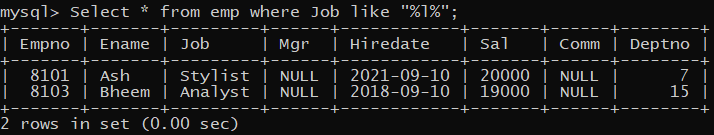 mysql> Select * from emp where Job like "%l%";
+-------+-------+---------+------+------------+-------+------+--------+
| Empno | Ename | Job     | Mgr  | Hiredate   | Sal   | Comm | Deptno |
+-------+-------+---------+------+------------+-------+------+--------+
|  8101 | Ash   | Stylist | NULL | 2021-09-10 | 20000 | NULL |      7 |
|  8103 | Bheem | Analyst | NULL | 2018-09-10 | 19000 | NULL |     15 |
+-------+-------+---------+------+------------+-------+------+--------+
2 rows in set (0.00 sec)